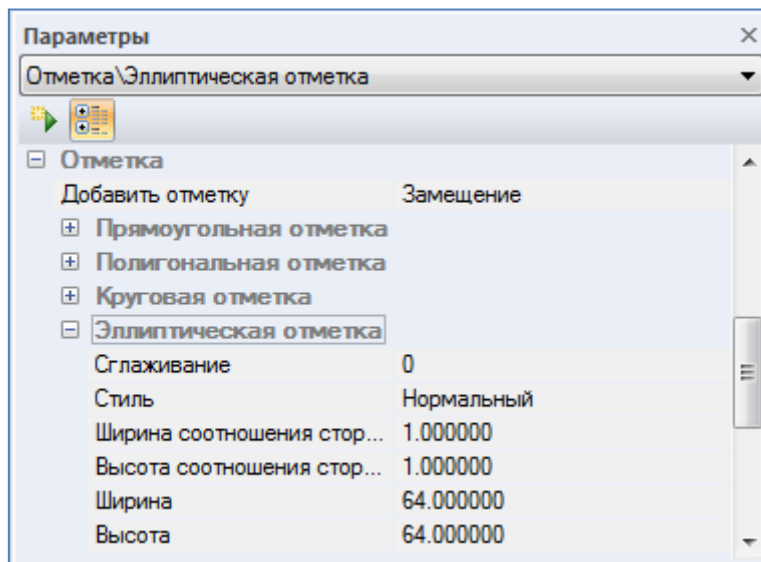 Параметры
Отметка\Эллиптическая отметка
Отметка
Добавить отметку Замещение
Прямоугольная отметка
Полигональная отметка
Круговая отметка
Эллиптическая отметка
Сглаживание 0
Стиль Нормальный
Ширина соотношения стор... 1.000000
Высота соотношения стор... 1.000000
Ширина 64.000000
Высота 64.000000